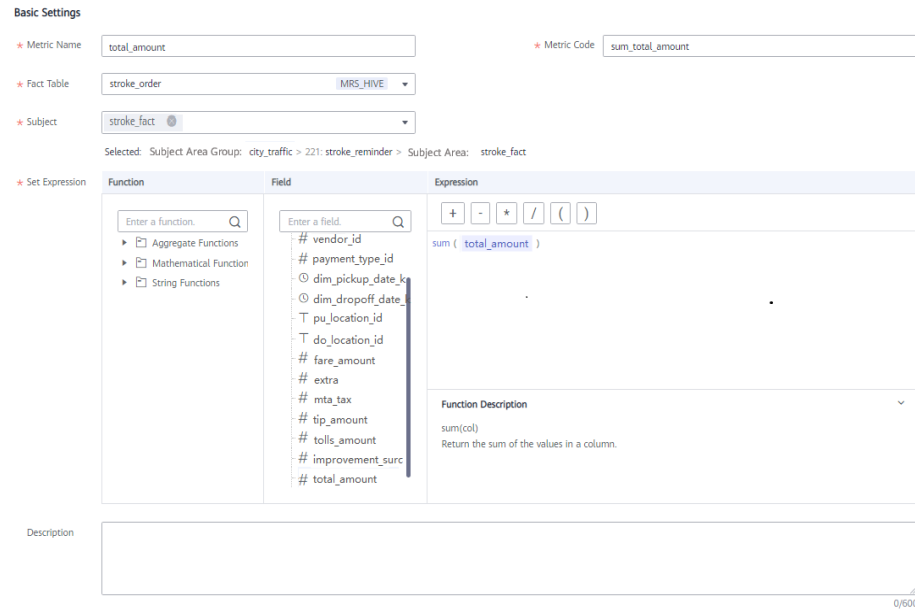 Basic Settings
* Metric Name total_amount * Metric Code sum_total_amount
* Fact Table stroke_order MRS_HIVE
* Subject stroke_fact
Selected: Subject Area Group: city_traffic > 221: stroke_reminder > Subject Area: stroke_fact
* Set Expression Function Field Expression
Enter a function. Enter a field. + - * / ( )
Aggregate Functions
Mathematical Function
String Functions
vendor_id
payment_type_id
dim_pickup_date_k
dim_dropoff_date_k
pu_location_id
do_location_id
fare_amount
extra
mta_tax
tip_amount
tolls_amount
improvement_surc
total_amount
sum ( total_amount )
Function Description
sum(col)
Return the sum of the values in a column.
Description
0/600